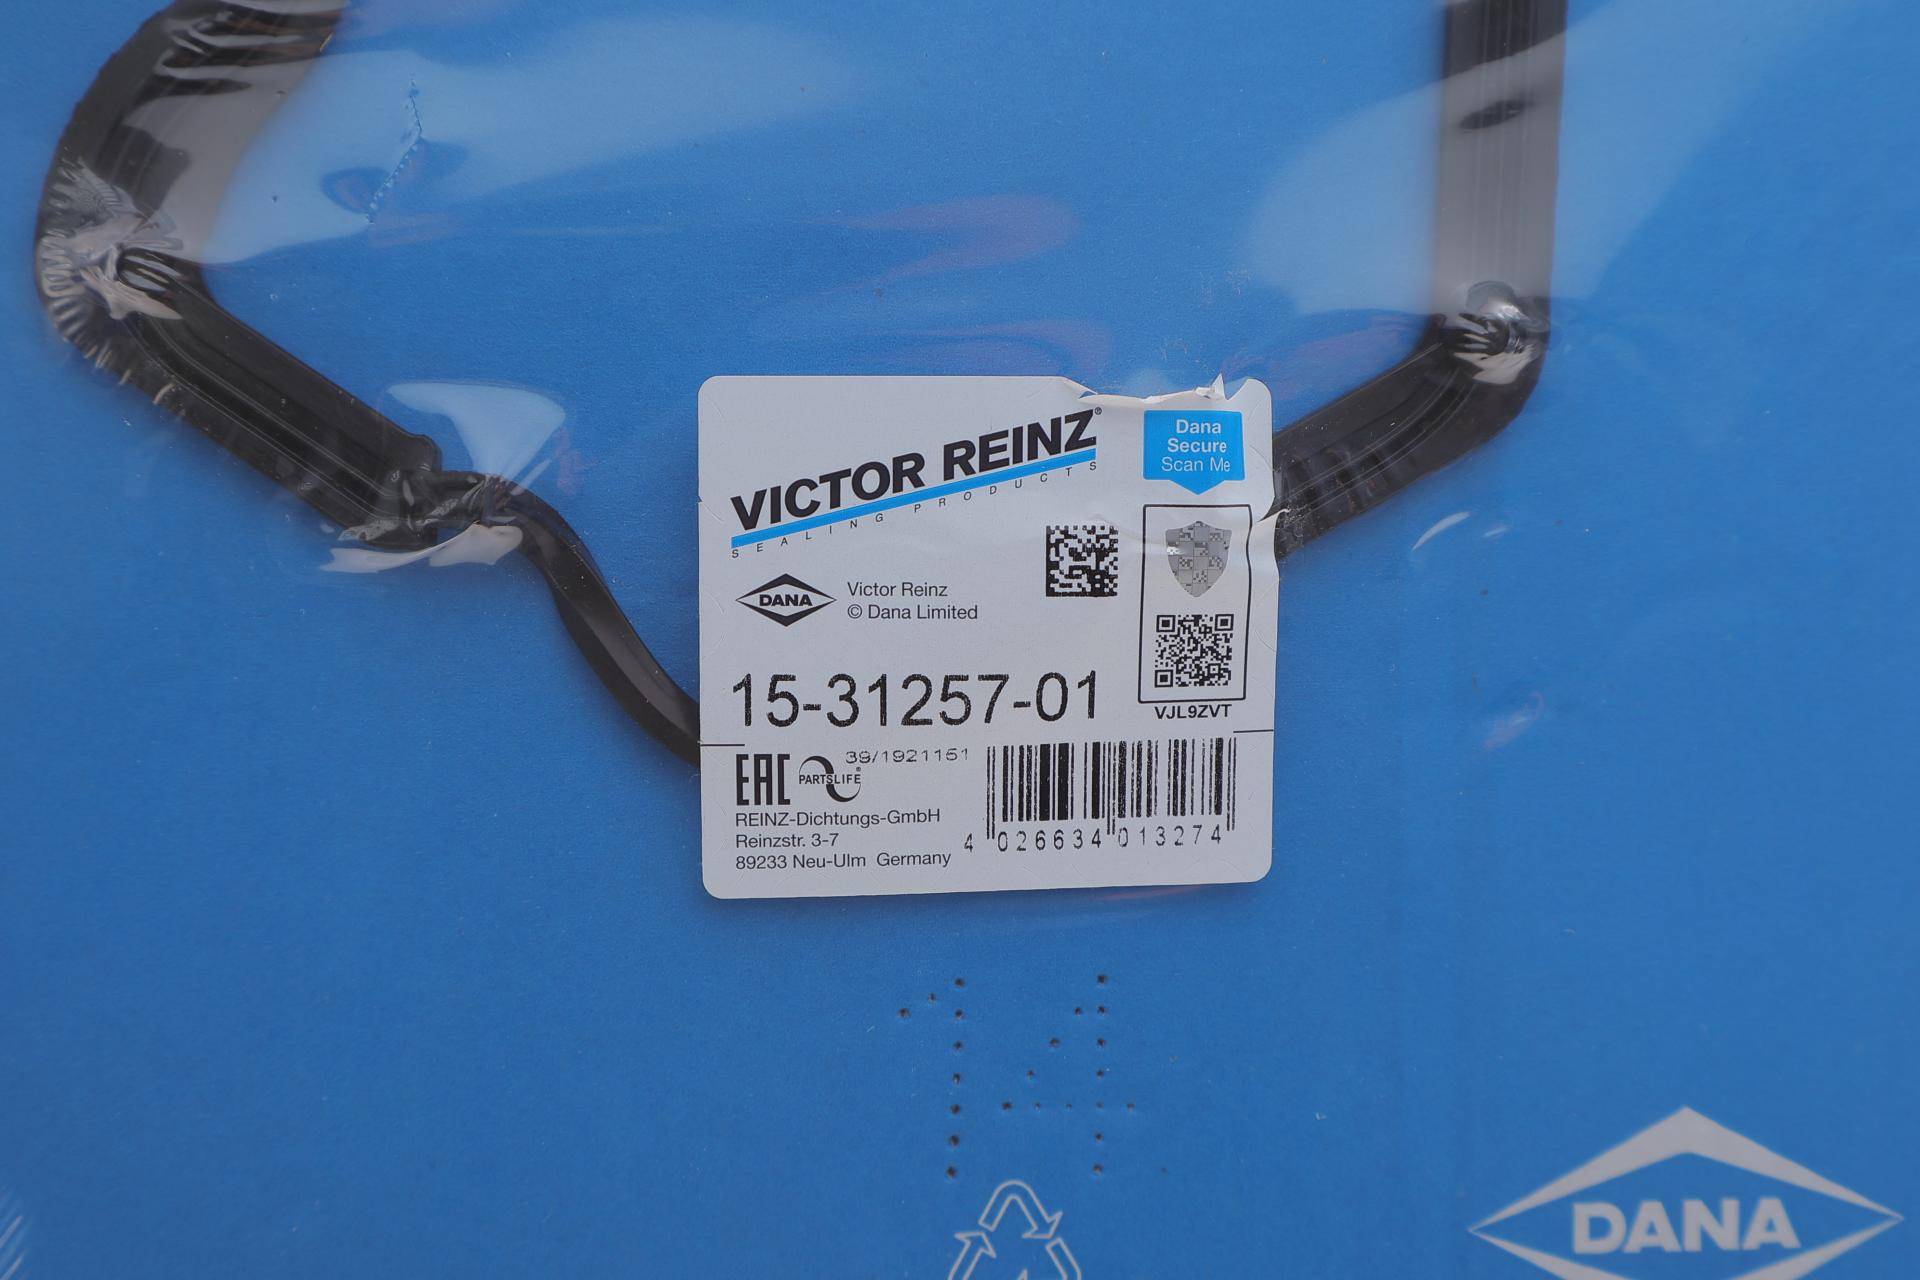 VICTOR REINZ®
SEALING PRODUCTS
Dana
Secure
Scan Me
DANA
Victor Reinz
© Dana Limited
15-31257-01
VJL9ZVT
EAC
PARTSLIFE®
39/1921151
REINZ-Dichtungs-GmbH
Reinzstr. 3-7
89233 Neu-Ulm Germany
4 026634 013274
14
DANA